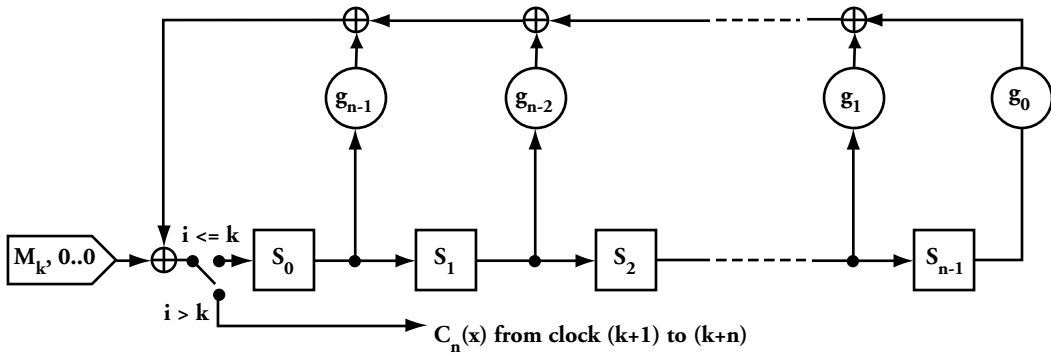 g_{n-1} g_{n-2} g_1 g_0
i <= k
M_k, 0..0 S_0 S_1 S_2 S_{n-1}
i > k
C_n(x) from clock (k+1) to (k+n)